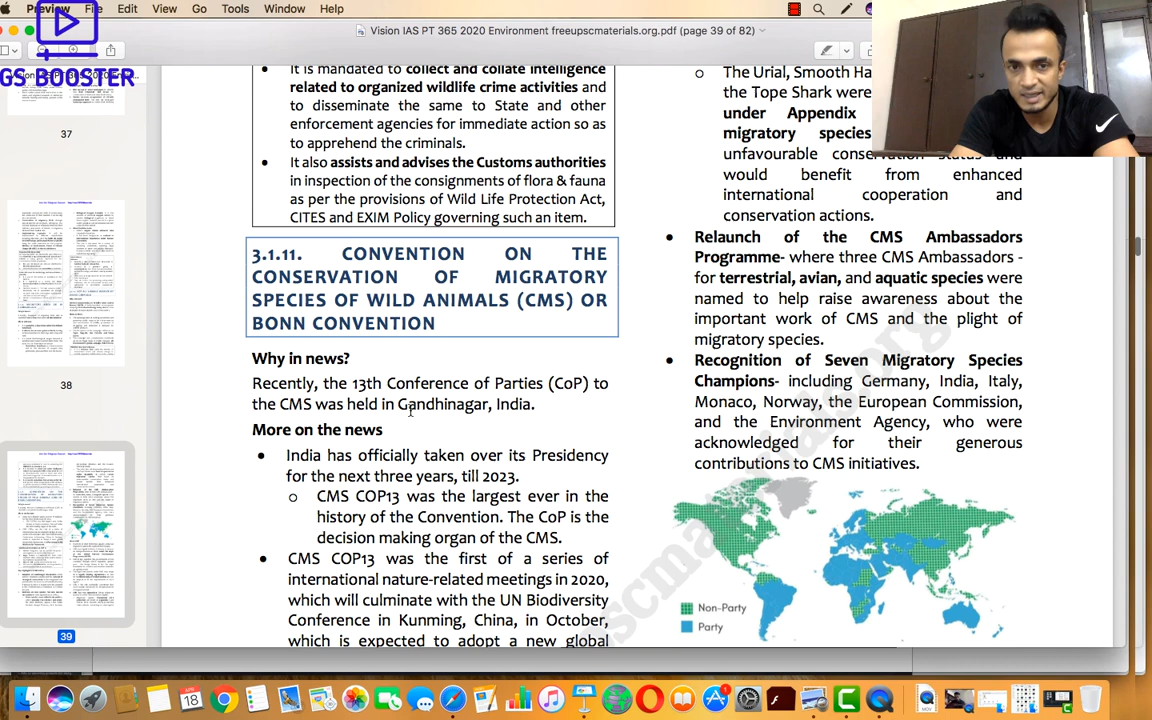 Preview File Edit View Go Tools Window Help
Vision IAS PT 365 2020 Environment freeupscmaterials.org.pdf (page 39 of 82)
GS BOOSTER
Vision IAS PT 365 2020 En
37
38
39
It is mandated to collect and collate intelligence
related to organized wildlife crime activities and
to disseminate the same to State and other
enforcement agencies for immediate action so as
to apprehend the criminals.
It also assists and advises the Customs authorities
in inspection of the consignments of flora & fauna
as per the provisions of Wild Life Protection Act,
CITES and EXIM Policy governing such an item.
3.1.11. CONVENTION ON THE
CONSERVATION OF MIGRATORY
SPECIES OF WILD ANIMALS (CMS) OR
BONN CONVENTION
Why in news?
Recently, the 13th Conference of Parties (CoP) to
the CMS was held in Gandhinagar, India.
More on the news
India has officially taken over its Presidency
for the next three years, till 2023.
CMS COP13 was the largest ever in the
history of the Convention. The CoP is the
decision making organ of the CMS.
CMS COP13 was the first of a series of
international nature-related meetings in 2020,
which will culminate with the UN Biodiversity
Conference in Kunming, China, in October,
which is expected to adopt a new global
The Urial, Smooth Ha
the Tope Shark were
under Appendix
migratory species
unfavourable conservation status and
would benefit from enhanced
international cooperation and
conservation actions.
Relaunch of the CMS Ambassadors
Programme- where three CMS Ambassadors -
for terrestrial, avian, and aquatic species were
named to help raise awareness about the
important work of CMS and the plight of
migratory species.
Recognition of Seven Migratory Species
Champions- including Germany, India, Italy,
Monaco, Norway, the European Commission,
and the Environment Agency, who were
acknowledged for their generous
contributions to CMS initiatives.
Non-Party
Party
APR
18